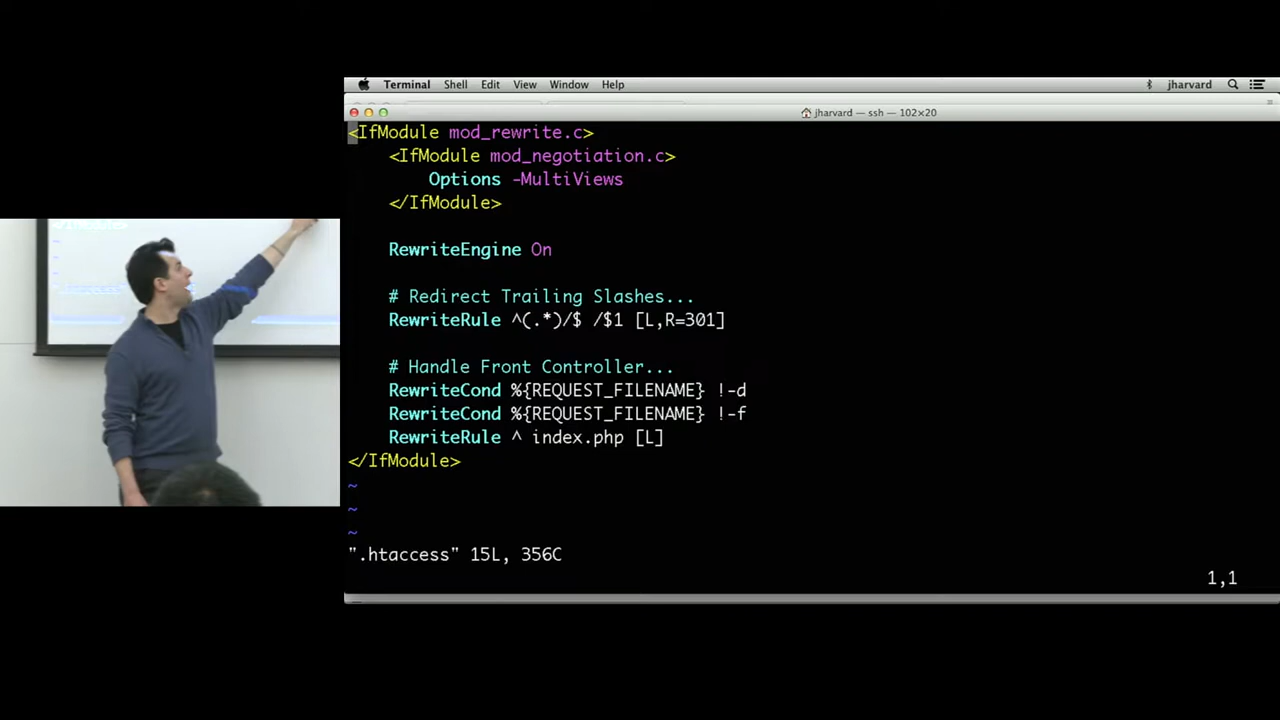 Terminal Shell Edit View Window Help jharvard
jharvard — ssh — 102×20
<IfModule mod_rewrite.c>
<IfModule mod_negotiation.c>
Options -MultiViews
</IfModule>
RewriteEngine On
# Redirect Trailing Slashes...
RewriteRule ^(.*)/$ /$1 [L,R=301]
# Handle Front Controller...
RewriteCond %{REQUEST_FILENAME} !-d
RewriteCond %{REQUEST_FILENAME} !-f
RewriteRule ^ index.php [L]
</IfModule>
~
~
~
".htaccess" 15L, 356C
1,1